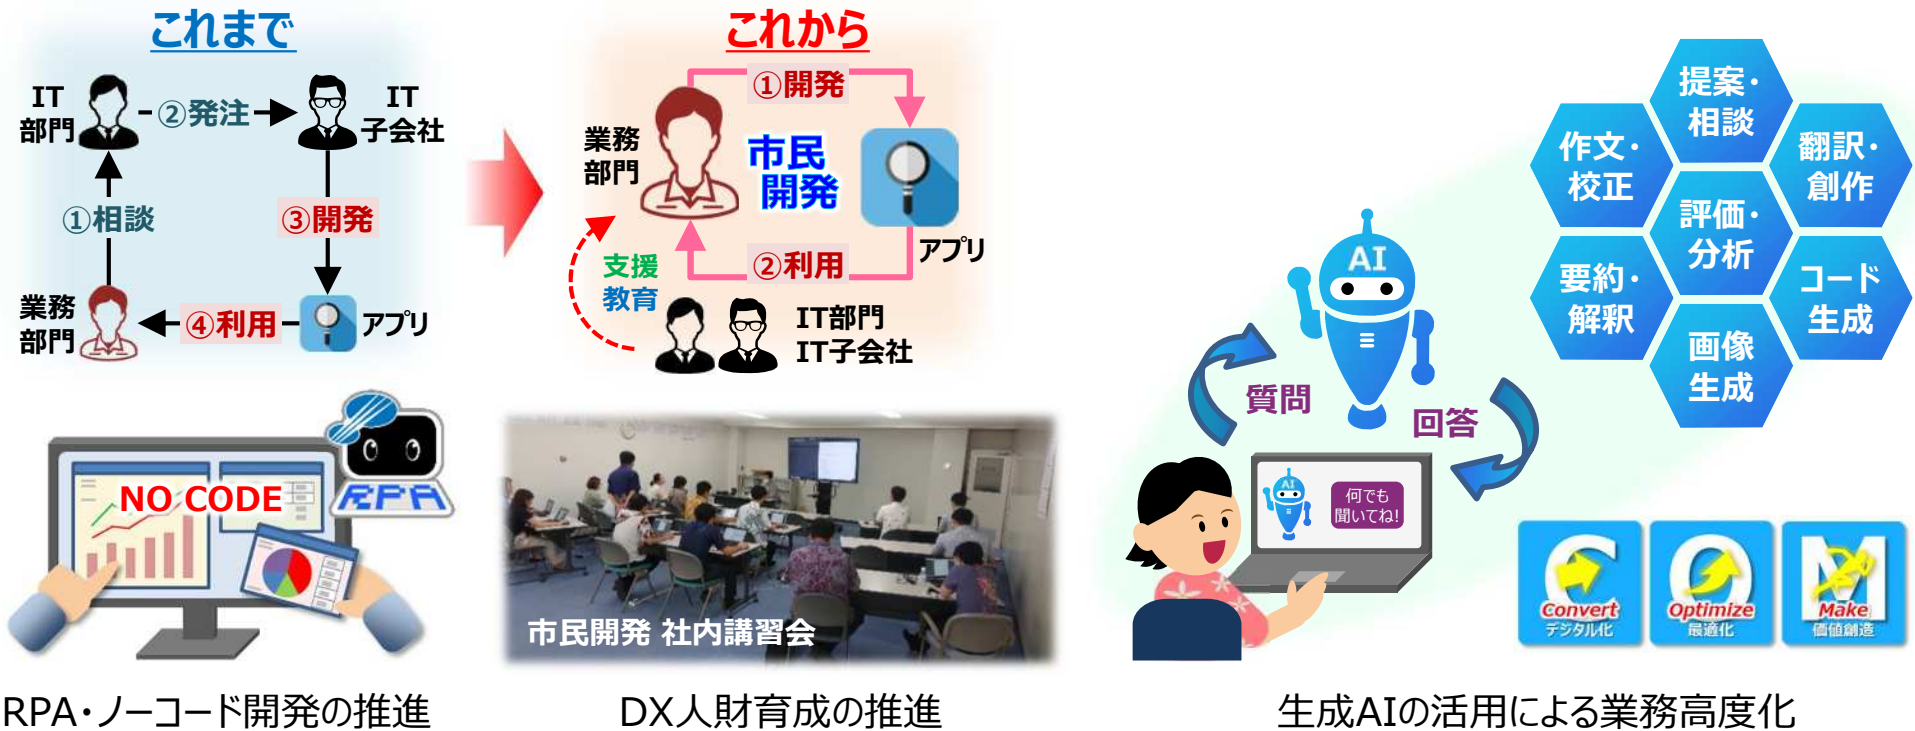 これまで
IT
部門
②発注
IT
子会社
①相談
③開発
業務
部門
④利用
アプリ
これから
①開発
業務
部門
市民
開発
アプリ
②利用
支援
教育
IT部門
IT子会社
NO CODE
RPA
市民開発 社内講習会
提案・
相談
作文・
校正
翻訳・
創作
評価・
分析
要約・
解釈
コード
生成
画像
生成
AI
質問
回答
AI
何でも
聞いてね!
C
Convert
デジタル化
O
Optimize
最適化
M
Make
価値創造
RPA・ノーコード開発の推進
DX人財育成の推進
生成AIの活用による業務高度化